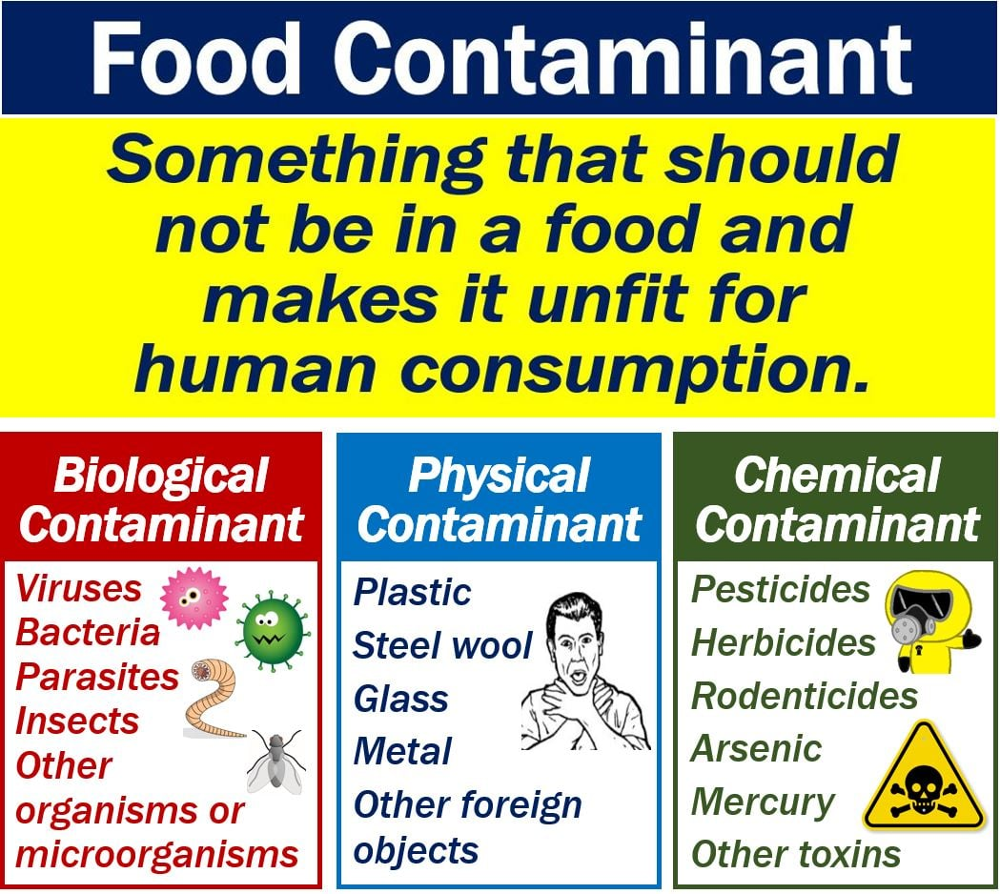 Food Contaminant
Something that should
not be in a food and
makes it unfit for
human consumption.
Biological
Contaminant
Viruses
Bacteria
Parasites
Insects
Other
organisms or
microorganisms
Physical
Contaminant
Plastic
Steel wool
Glass
Metal
Other foreign
objects
Chemical
Contaminant
Pesticides
Herbicides
Rodenticides
Arsenic
Mercury
Other toxins